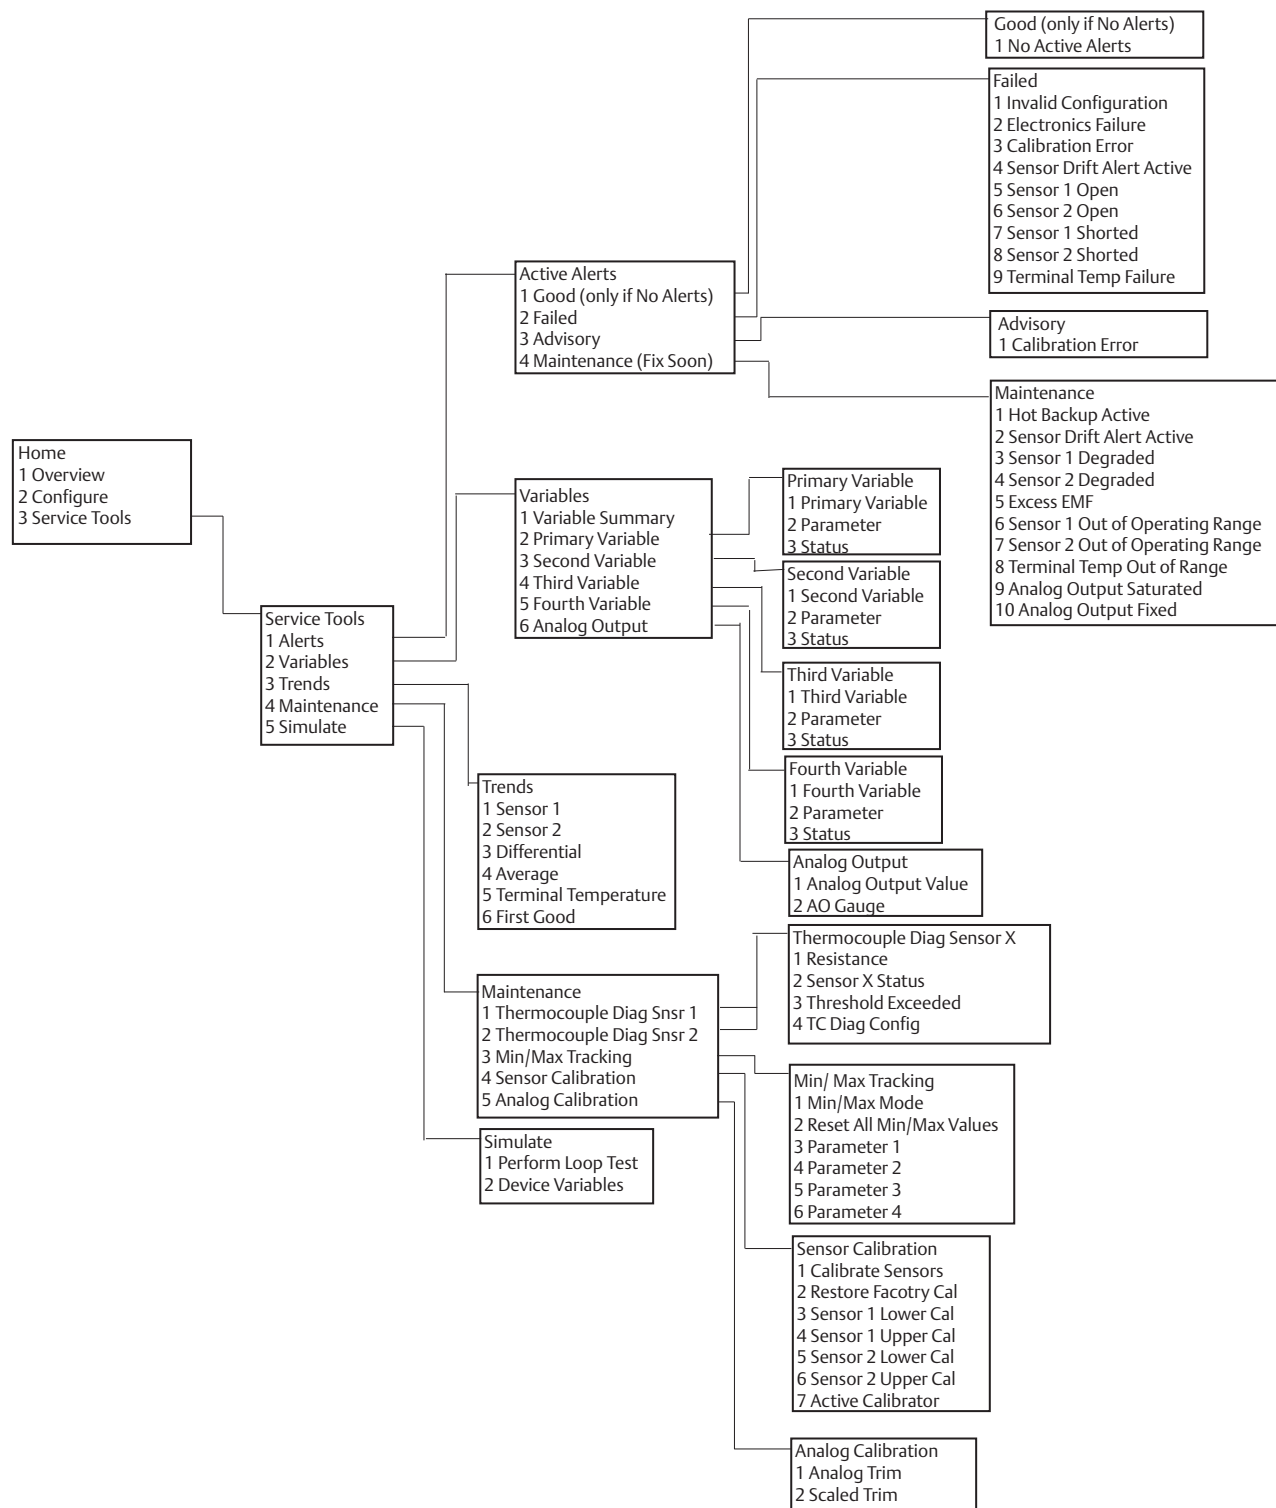 Home
1 Overview
2 Configure
3 Service Tools
Service Tools
1 Alerts
2 Variables
3 Trends
4 Maintenance
5 Simulate
Active Alerts
1 Good (only if No Alerts)
2 Failed
3 Advisory
4 Maintenance (Fix Soon)
Good (only if No Alerts)
1 No Active Alerts
Failed
1 Invalid Configuration
2 Electronics Failure
3 Calibration Error
4 Sensor Drift Alert Active
5 Sensor 1 Open
6 Sensor 2 Open
7 Sensor 1 Shorted
8 Sensor 2 Shorted
9 Terminal Temp Failure
Advisory
1 Calibration Error
Maintenance
1 Hot Backup Active
2 Sensor Drift Alert Active
3 Sensor 1 Degraded
4 Sensor 2 Degraded
5 Excess EMF
6 Sensor 1 Out of Operating Range
7 Sensor 2 Out of Operating Range
8 Terminal Temp Out of Range
9 Analog Output Saturated
10 Analog Output Fixed
Variables
1 Variable Summary
2 Primary Variable
3 Second Variable
4 Third Variable
5 Fourth Variable
6 Analog Output
Primary Variable
1 Primary Variable
2 Parameter
3 Status
Second Variable
1 Second Variable
2 Parameter
3 Status
Third Variable
1 Third Variable
2 Parameter
3 Status
Fourth Variable
1 Fourth Variable
2 Parameter
3 Status
Analog Output
1 Analog Output Value
2 AO Gauge
Trends
1 Sensor 1
2 Sensor 2
3 Differential
4 Average
5 Terminal Temperature
6 First Good
Maintenance
1 Thermocouple Diag Snsr 1
2 Thermocouple Diag Snsr 2
3 Min/Max Tracking
4 Sensor Calibration
5 Analog Calibration
Thermocouple Diag Sensor X
1 Resistance
2 Sensor X Status
3 Threshold Exceeded
4 TC Diag Config
Min/ Max Tracking
1 Min/Max Mode
2 Reset All Min/Max Values
3 Parameter 1
4 Parameter 2
5 Parameter 3
6 Parameter 4
Sensor Calibration
1 Calibrate Sensors
2 Restore Facotry Cal
3 Sensor 1 Lower Cal
4 Sensor 1 Upper Cal
5 Sensor 2 Lower Cal
6 Sensor 2 Upper Cal
7 Active Calibrator
Analog Calibration
1 Analog Trim
2 Scaled Trim
Simulate
1 Perform Loop Test
2 Device Variables